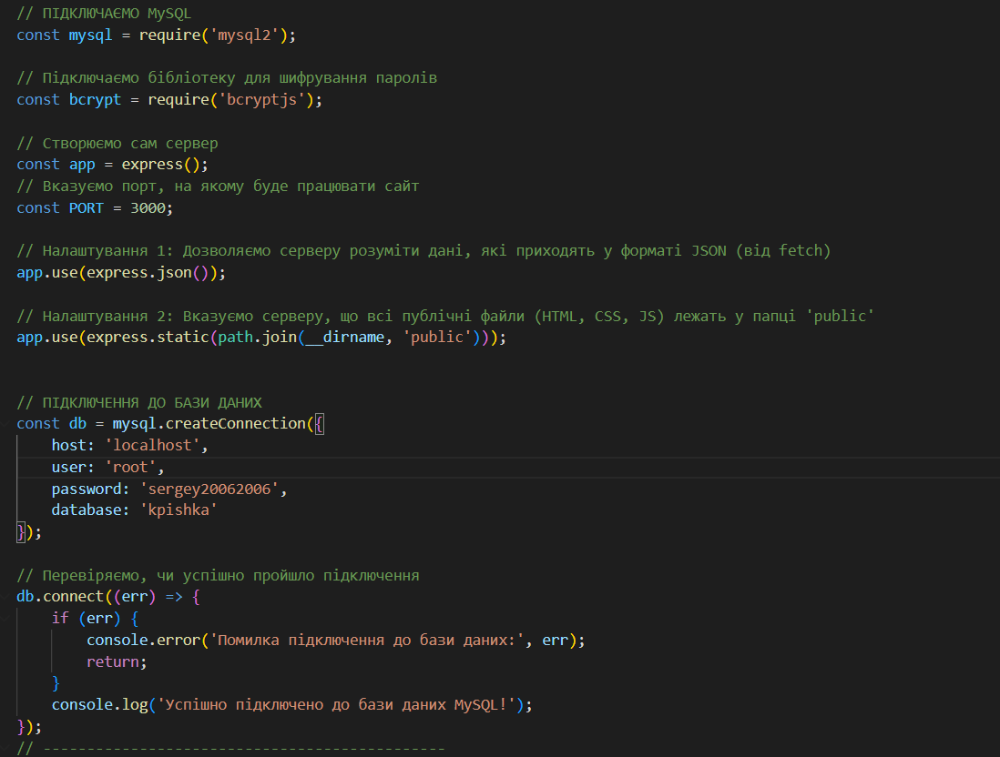 // ПІДКЛЮЧАЄМО MySQL
const mysql = require('mysql2');
// Підключаємо бібліотеку для шифрування паролів
const bcrypt = require('bcryptjs');
// Створюємо сам сервер
const app = express();
// Вказуємо порт, на якому буде працювати сайт
const PORT = 3000;
// Налаштування 1: Дозволяємо серверу розуміти дані, які приходять у форматі JSON (від fetch)
app.use(express.json());
// Налаштування 2: Вказуємо серверу, що всі публічні файли (HTML, CSS, JS) лежать у папці 'public'
app.use(express.static(path.join(__dirname, 'public')));
// ПІДКЛЮЧЕННЯ ДО БАЗИ ДАНИХ
const db = mysql.createConnection({
    host: 'localhost',
    user: 'root',
    password: 'sergey20062006',
    database: 'kpishka'
});
// Перевіряємо, чи успішно пройшло підключення
db.connect((err) => {
    if (err) {
        console.error('Помилка підключення до бази даних:', err);
        return;
    }
    console.log('Успішно підключено до бази даних MySQL!');
});
// ----------------------------------------------